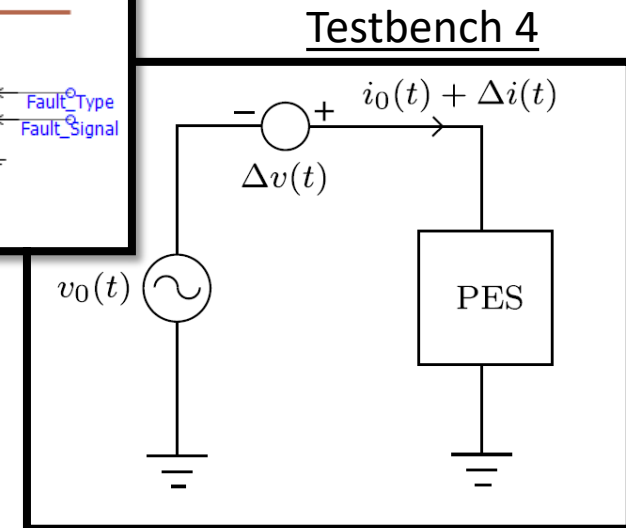 Testbench 4
Fault_Type
Fault_Signal
− + i₀(t) + Δi(t)
Δv(t)
v₀(t)
PES